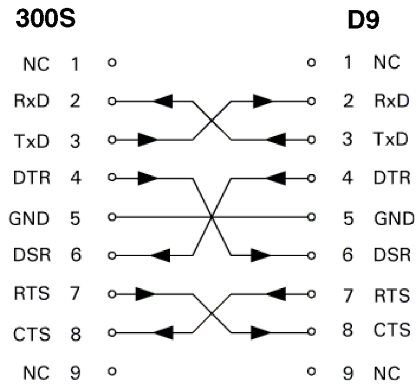 300S D9
NC 1 1 NC
RxD 2 2 RxD
TxD 3 3 TxD
DTR 4 4 DTR
GND 5 5 GND
DSR 6 6 DSR
RTS 7 7 RTS
CTS 8 8 CTS
NC 9 9 NC